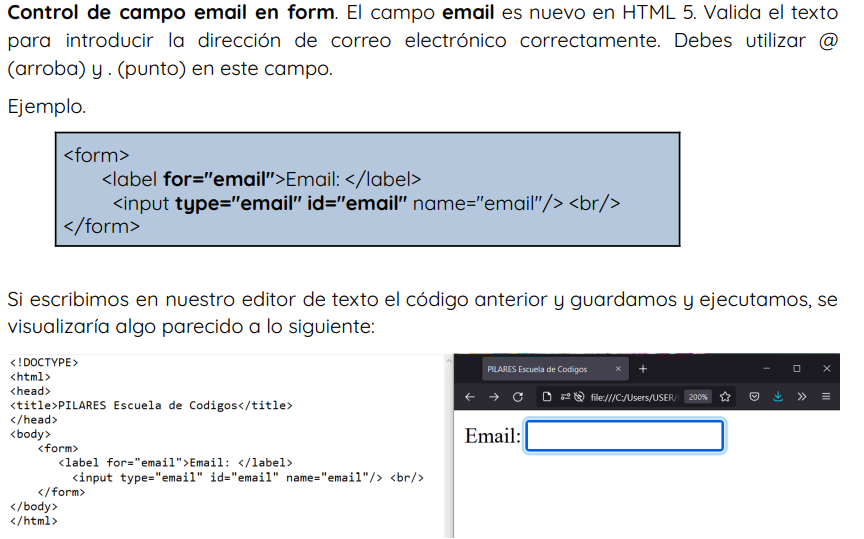 Control de campo email en form. El campo email es nuevo en HTML 5. Valida el texto
para introducir la dirección de correo electrónico correctamente. Debes utilizar @
(arroba) y . (punto) en este campo.
Ejemplo.
<form>
<label for="email">Email: </label>
<input type="email" id="email" name="email"/> <br/>
</form>
Si escribimos en nuestro editor de texto el código anterior y guardamos y ejecutamos, se
visualizaría algo parecido a lo siguiente:
<!DOCTYPE>
<html>
<head>
<title>PILARES Escuela de Codigos</title>
</head>
<body>
<form>
<label for="email">Email: </label>
<input type="email" id="email" name="email"/> <br/>
</form>
</body>
</html>
PILARES Escuela de Codigos
file:///C:/Users/USER/
200%
Email: